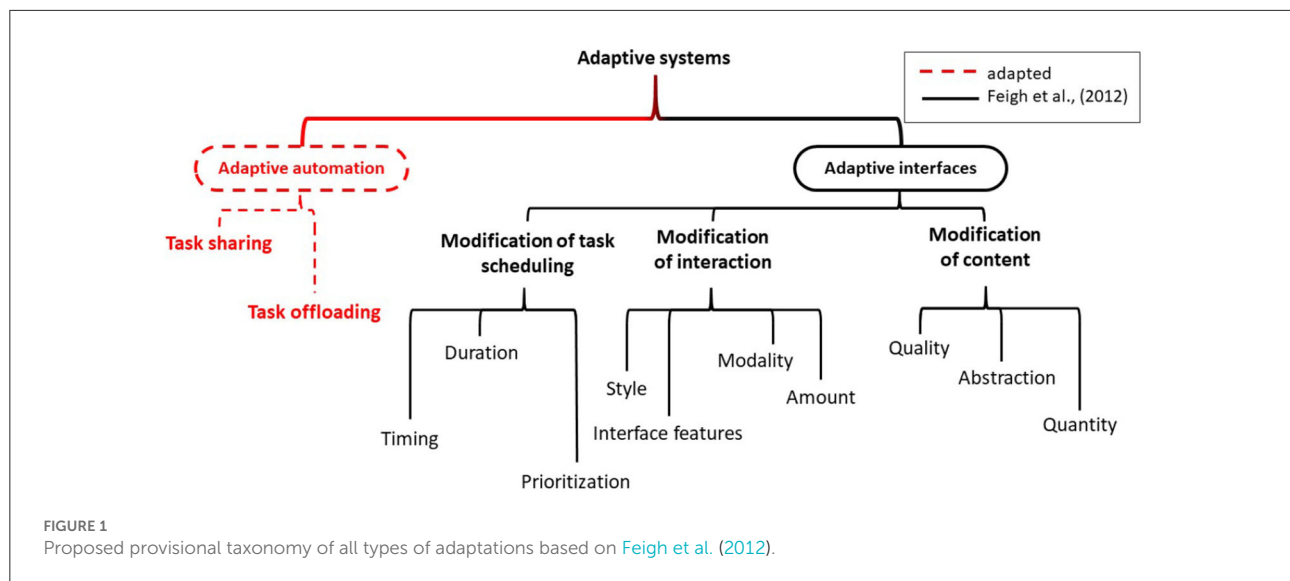 Adaptive systems
adapted
Feigh et al., (2012)
Adaptive automation
Adaptive interfaces
Task sharing
Task offloading
Modification of task
scheduling
Modification
of interaction
Modification
of content
Timing
Duration
Prioritization
Style
Interface features
Modality
Amount
Quality
Abstraction
Quantity
FIGURE 1
Proposed provisional taxonomy of all types of adaptations based on Feigh et al. (2012).